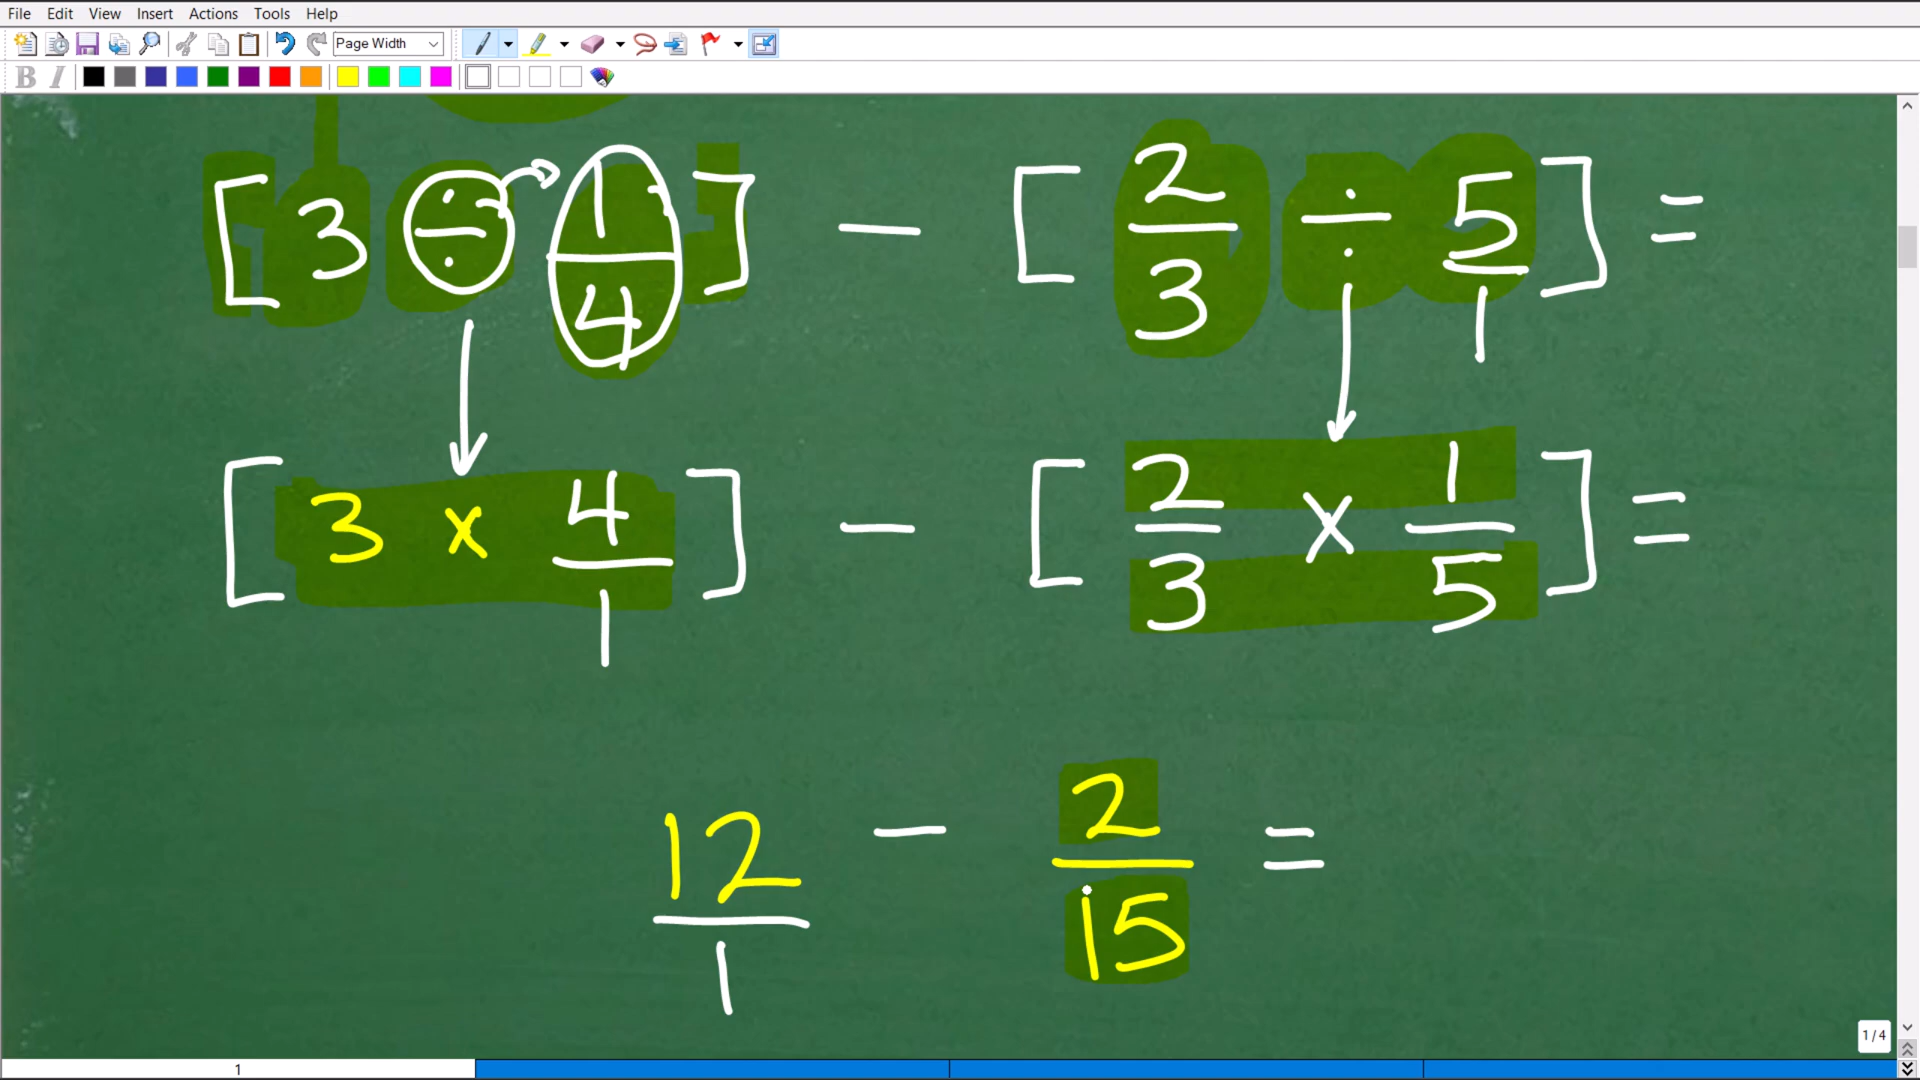 File Edit View Insert Actions Tools Help
Page Width
B I
[ 3 ÷ 1/4 ] − [ 2/3 ÷ 5/1 ] =
[ 3 x 4/1 ] − [ 2/3 x 1/5 ] =
12/1 − 2/15 =
1 / 4
1